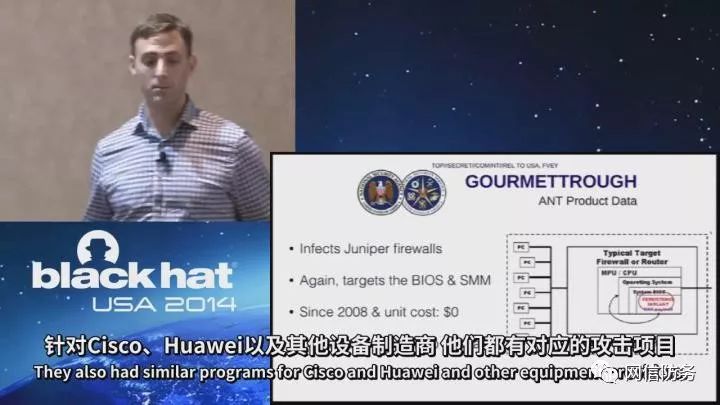 TOP//SECRET//COMINT//REL TO USA, FVEY
GOURMETTROUGH
ANT Product Data
• Infects Juniper firewalls
• Again, targets the BIOS & SMM
• Since 2008 & unit cost: $0
PC
PC
PC
PC
PC
PC
Typical Target
Firewall or Router
MPU / CPU
Operating System
System BIOS
PERSISTENCE
IMPLANT
black hat
USA 2014
针对Cisco、Huawei以及其他设备制造商 他们都有对应的攻击项目
They also had similar programs for Cisco and Huawei and other equipment
网信防务